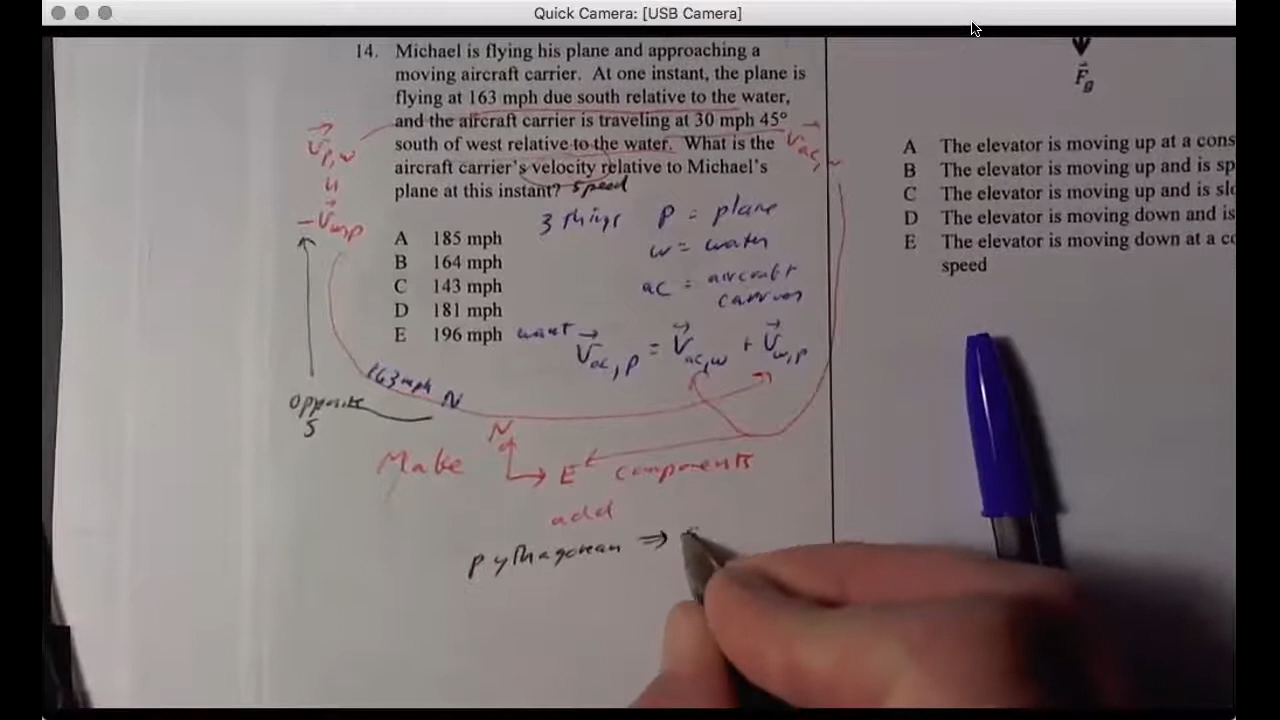 Quick Camera: [USB Camera]
14. Michael is flying his plane and approaching a
moving aircraft carrier. At one instant, the plane is
flying at 163 mph due south relative to the water,
and the aircraft carrier is traveling at 30 mph 45°
south of west relative to the water. What is the
aircraft carrier's velocity relative to Michael's
plane at this instant? speed
A 185 mph
B 164 mph
C 143 mph
D 181 mph
E 196 mph
V p,w
=
-V w,p
3 things p = plane
w = water
ac = aircraft
carrier
V ac,
want V ac,p = V ac,w + V w,p
163 mph N
opposite
S
Make N E components
add
pythagorean ⇒
F g
A The elevator is moving up at a cons
B The elevator is moving up and is sp
C The elevator is moving up and is slo
D The elevator is moving down and is
E The elevator is moving down at a co
speed